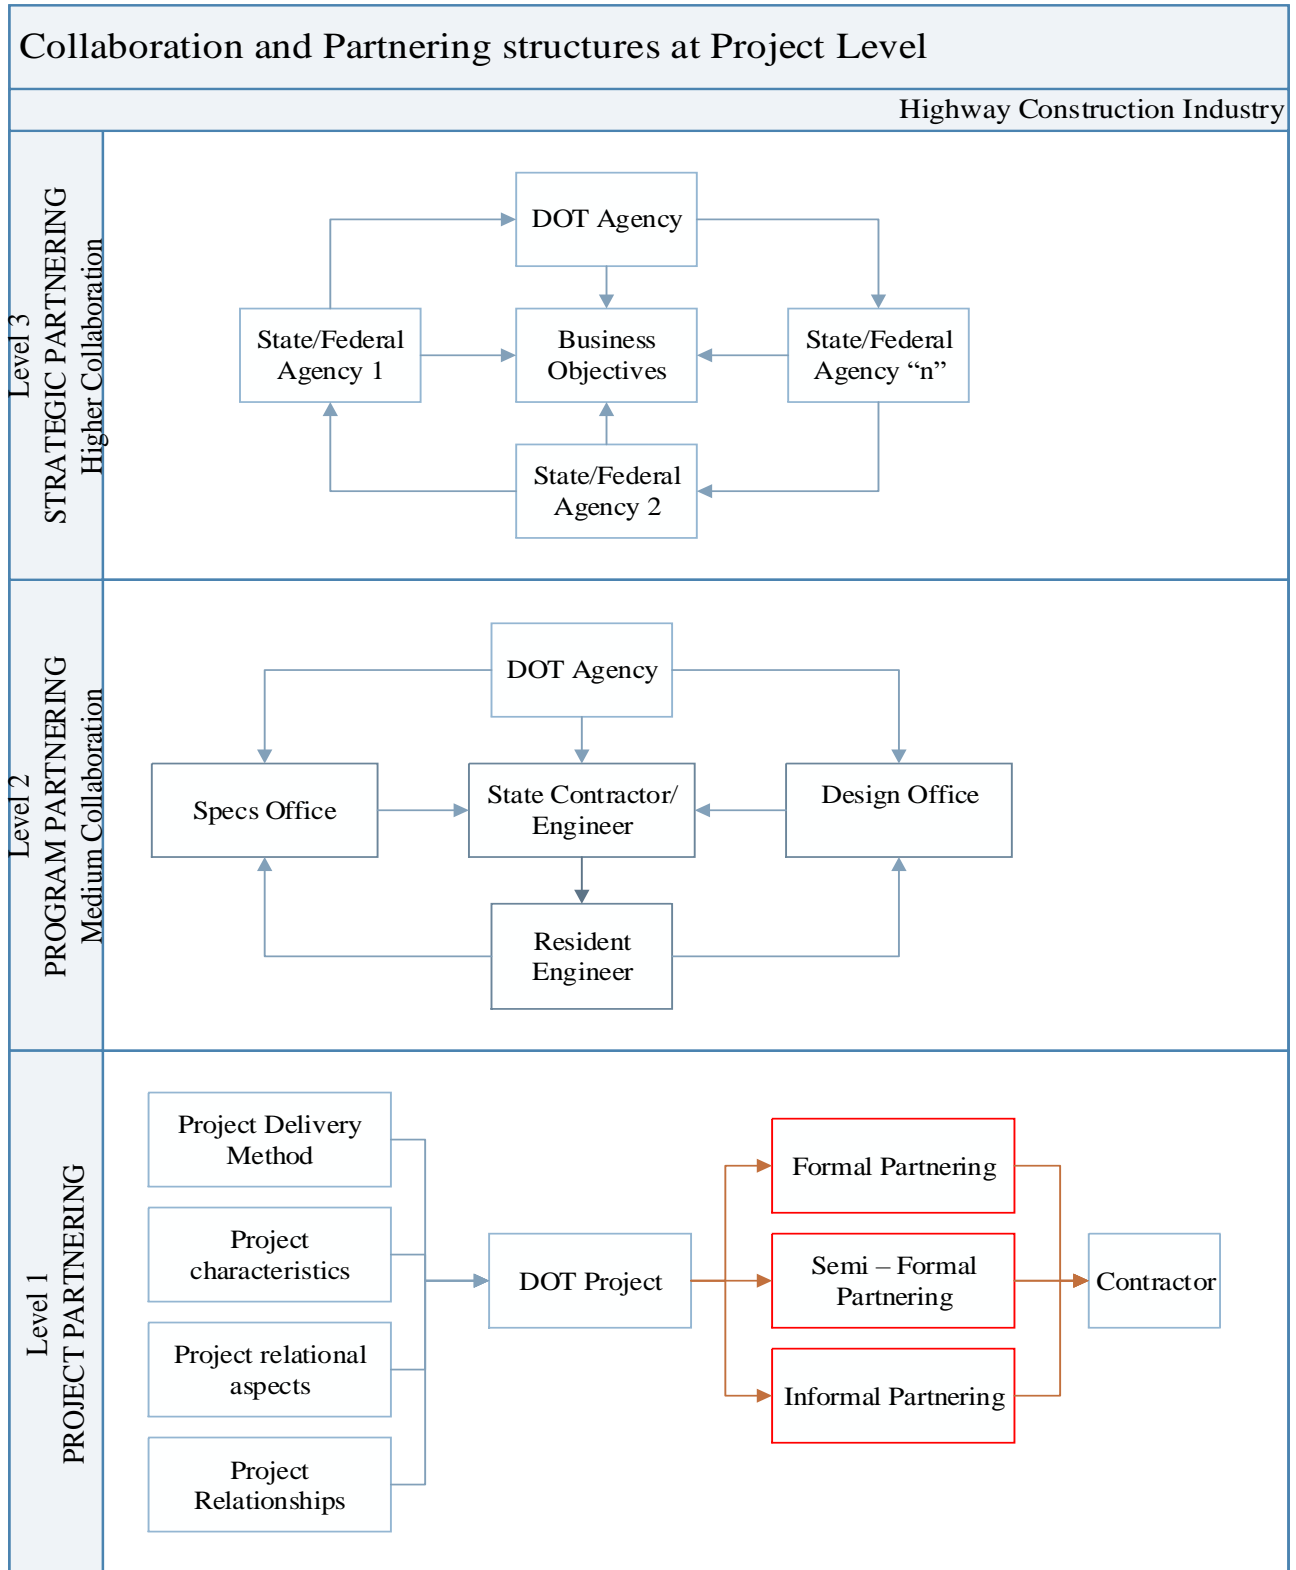 Collaboration and Partnering structures at Project Level
Highway Construction Industry
Level 3
STRATEGIC PARTNERING
Higher Collaboration
DOT Agency
State/Federal
Agency 1
Business
Objectives
State/Federal
Agency “n”
State/Federal
Agency 2
Level 2
PROGRAM PARTNERING
Medium Collaboration
DOT Agency
Specs Office
State Contractor/
Engineer
Design Office
Resident
Engineer
Level 1
PROJECT PARTNERING
Project Delivery
Method
Project
characteristics
Project relational
aspects
Project
Relationships
DOT Project
Formal Partnering
Semi – Formal
Partnering
Informal Partnering
Contractor